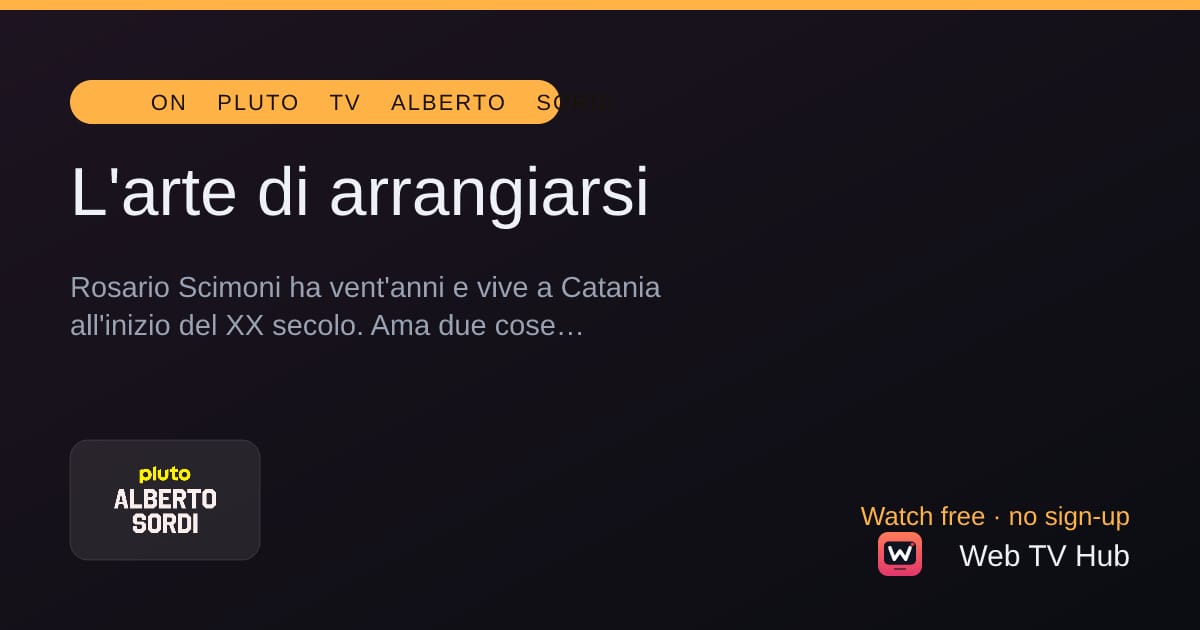 ON PLUTO TV ALBERTO SORDI
L'arte di arrangiarsi
Rosario Scimoni ha vent'anni e vive a Catania
all'inizio del XX secolo. Ama due cose…
pluto
ALBERTO
SORDI
Watch free · no sign-up
W
Web TV Hub